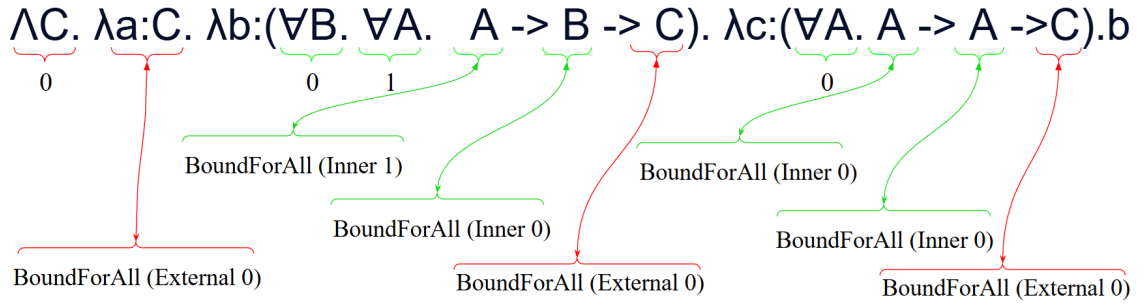 ΛC. λa:C. λb:(∀B. ∀A. A -> B -> C). λc:(∀A. A -> A ->C).b
0 0 1 0
BoundForAll (Inner 1) BoundForAll (Inner 0)
BoundForAll (Inner 0) BoundForAll (Inner 0)
BoundForAll (External 0) BoundForAll (External 0) BoundForAll (External 0)